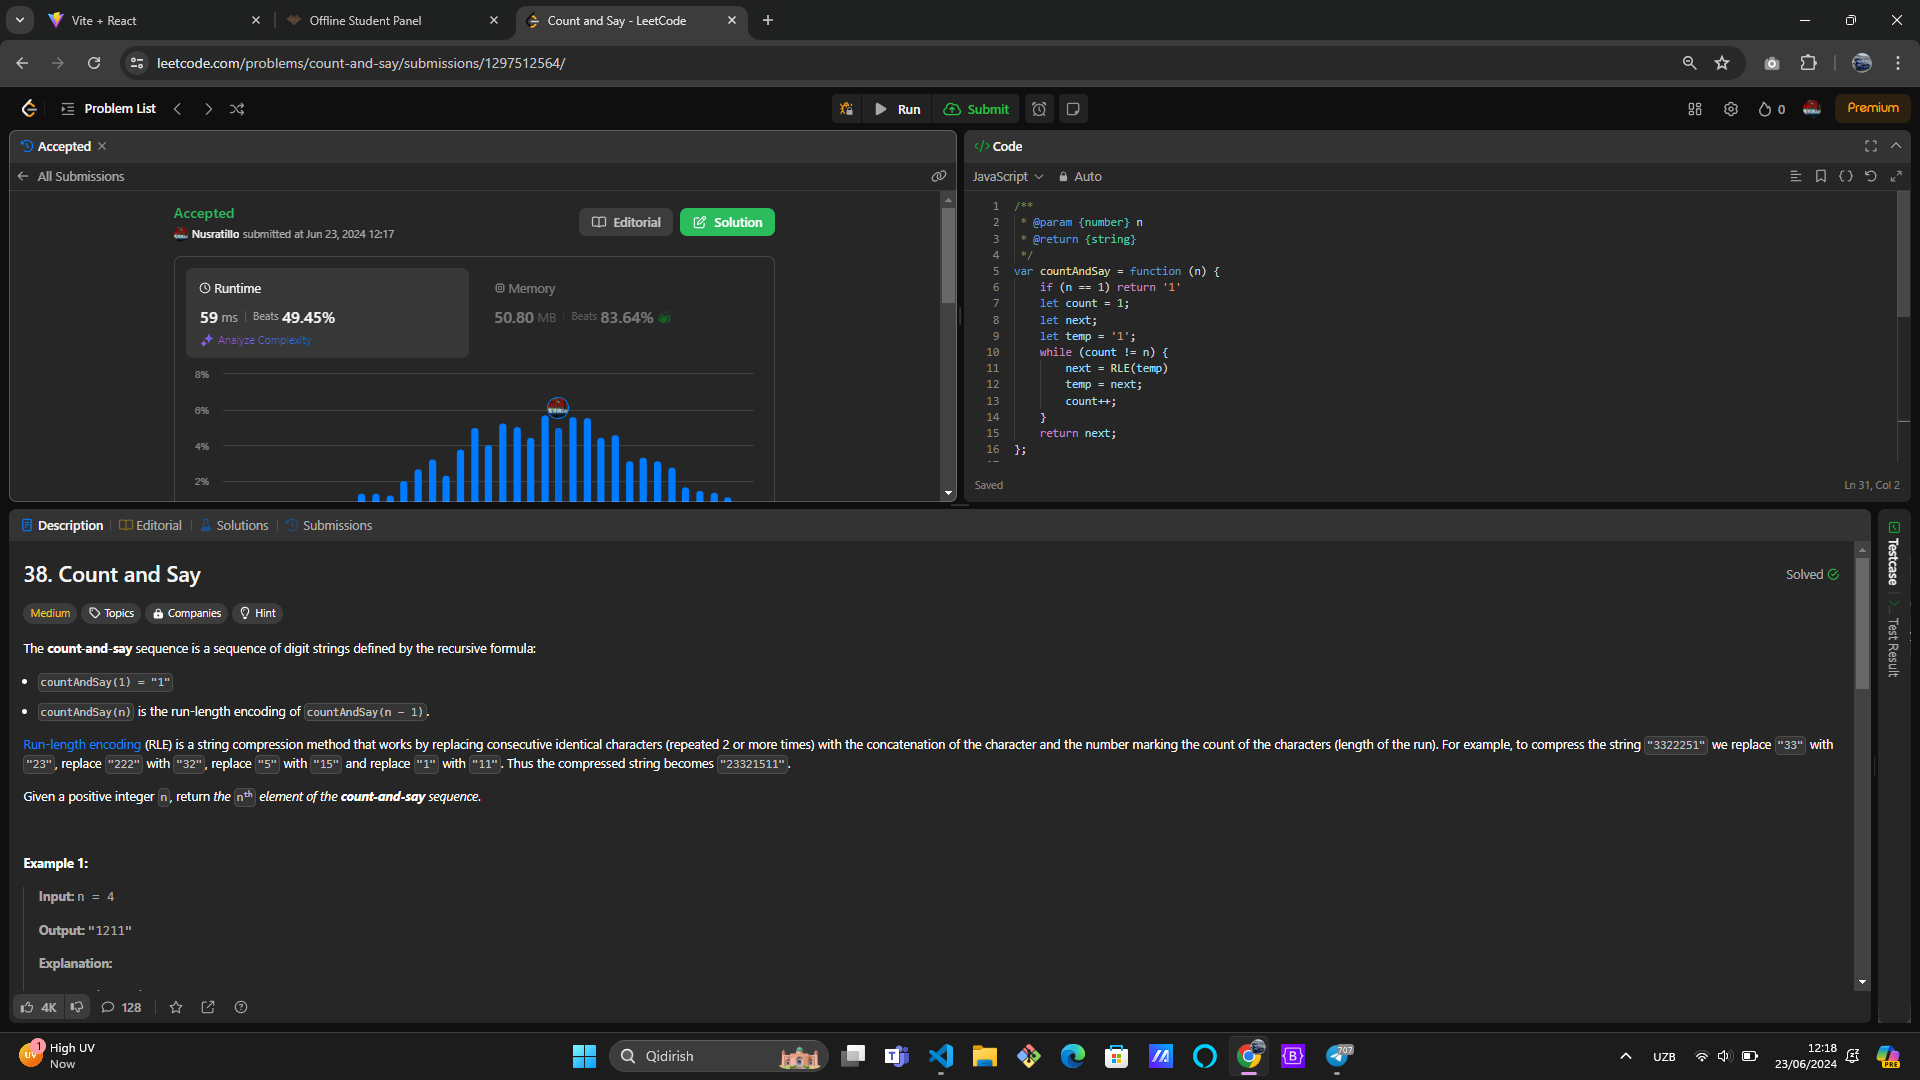 Vite + React
Offline Student Panel
Count and Say - LeetCode
leetcode.com/problems/count-and-say/submissions/1297512564/
Problem List
Run
Submit
0
Premium
Accepted
All Submissions
Accepted
Nusratillo submitted at Jun 23, 2024 12:17
Editorial
Solution
Runtime
59 ms | Beats 49.45%
Analyze Complexity
Memory
50.80 MB | Beats 83.64%
8%
6%
4%
2%
</> Code
JavaScript
Auto
1 /**
2 * @param {number} n
3 * @return {string}
4 */
5 var countAndSay = function (n) {
6 if (n == 1) return '1'
7 let count = 1;
8 let next;
9 let temp = '1';
10 while (count != n) {
11 next = RLE(temp)
12 temp = next;
13 count++;
14 }
15 return next;
16 };
Saved
Ln 31, Col 2
Description | Editorial | Solutions | Submissions
38. Count and Say
Solved
Medium
Topics
Companies
Hint
The count-and-say sequence is a sequence of digit strings defined by the recursive formula:
• countAndSay(1) = "1"
• countAndSay(n) is the run-length encoding of countAndSay(n - 1).
Run-length encoding (RLE) is a string compression method that works by replacing consecutive identical characters (repeated 2 or more times) with the concatenation of the character and the number marking the count of the characters (length of the run). For example, to compress the string "3322251" we replace "33" with
"23", replace "222" with "32", replace "5" with "15" and replace "1" with "11". Thus the compressed string becomes "23321511".
Given a positive integer n, return the nth element of the count-and-say sequence.
Example 1:
Input: n = 4
Output: "1211"
Explanation:
4K
128
Testcase
Test Result
UV
1
High UV
Now
Qidirish
707
UZB
12:18
23/06/2024
PRE